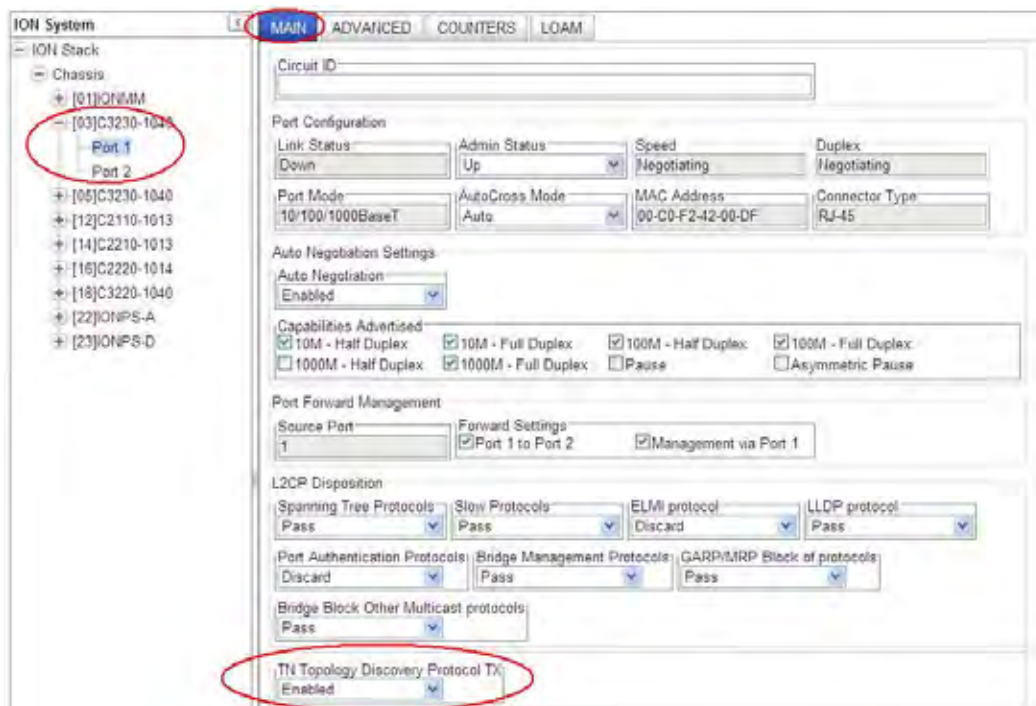 ION System
ION Stack
Chassis
[01]IONMM
[03]C3230-1040
Port 1
Port 2
[05]C3230-1040
[12]C2110-1013
[14]C2210-1013
[16]C2220-1014
[18]C3220-1040
[22]IONPS-A
[23]IONPS-D
MAIN ADVANCED COUNTERS LOAM
Circuit ID
Port Configuration
Link Status Admin Status Speed Duplex
Down Up Negotiating Negotiating
Port Mode AutoCross Mode MAC Address Connector Type
10/100/1000BaseT Auto 00-C0-F2-42-00-DF RJ-45
Auto Negotiation Settings
Auto Negotiation
Enabled
Capabilities Advertised
10M - Half Duplex 10M - Full Duplex 100M - Half Duplex 100M - Full Duplex
1000M - Half Duplex 1000M - Full Duplex Pause Asymmetric Pause
Port Forward Management
Source Port Forward Settings
1 Port 1 to Port 2 Management via Port 1
L2CP Disposition
Spanning Tree Protocols Slow Protocols ELMI protocol LLDP protocol
Pass Pass Discard Pass
Port Authentication Protocols Bridge Management Protocols GARP/MRP Block of protocols
Discard Pass Pass
Bridge Block Other Multicast protocols
Pass
TN Topology Discovery Protocol TX
Enabled